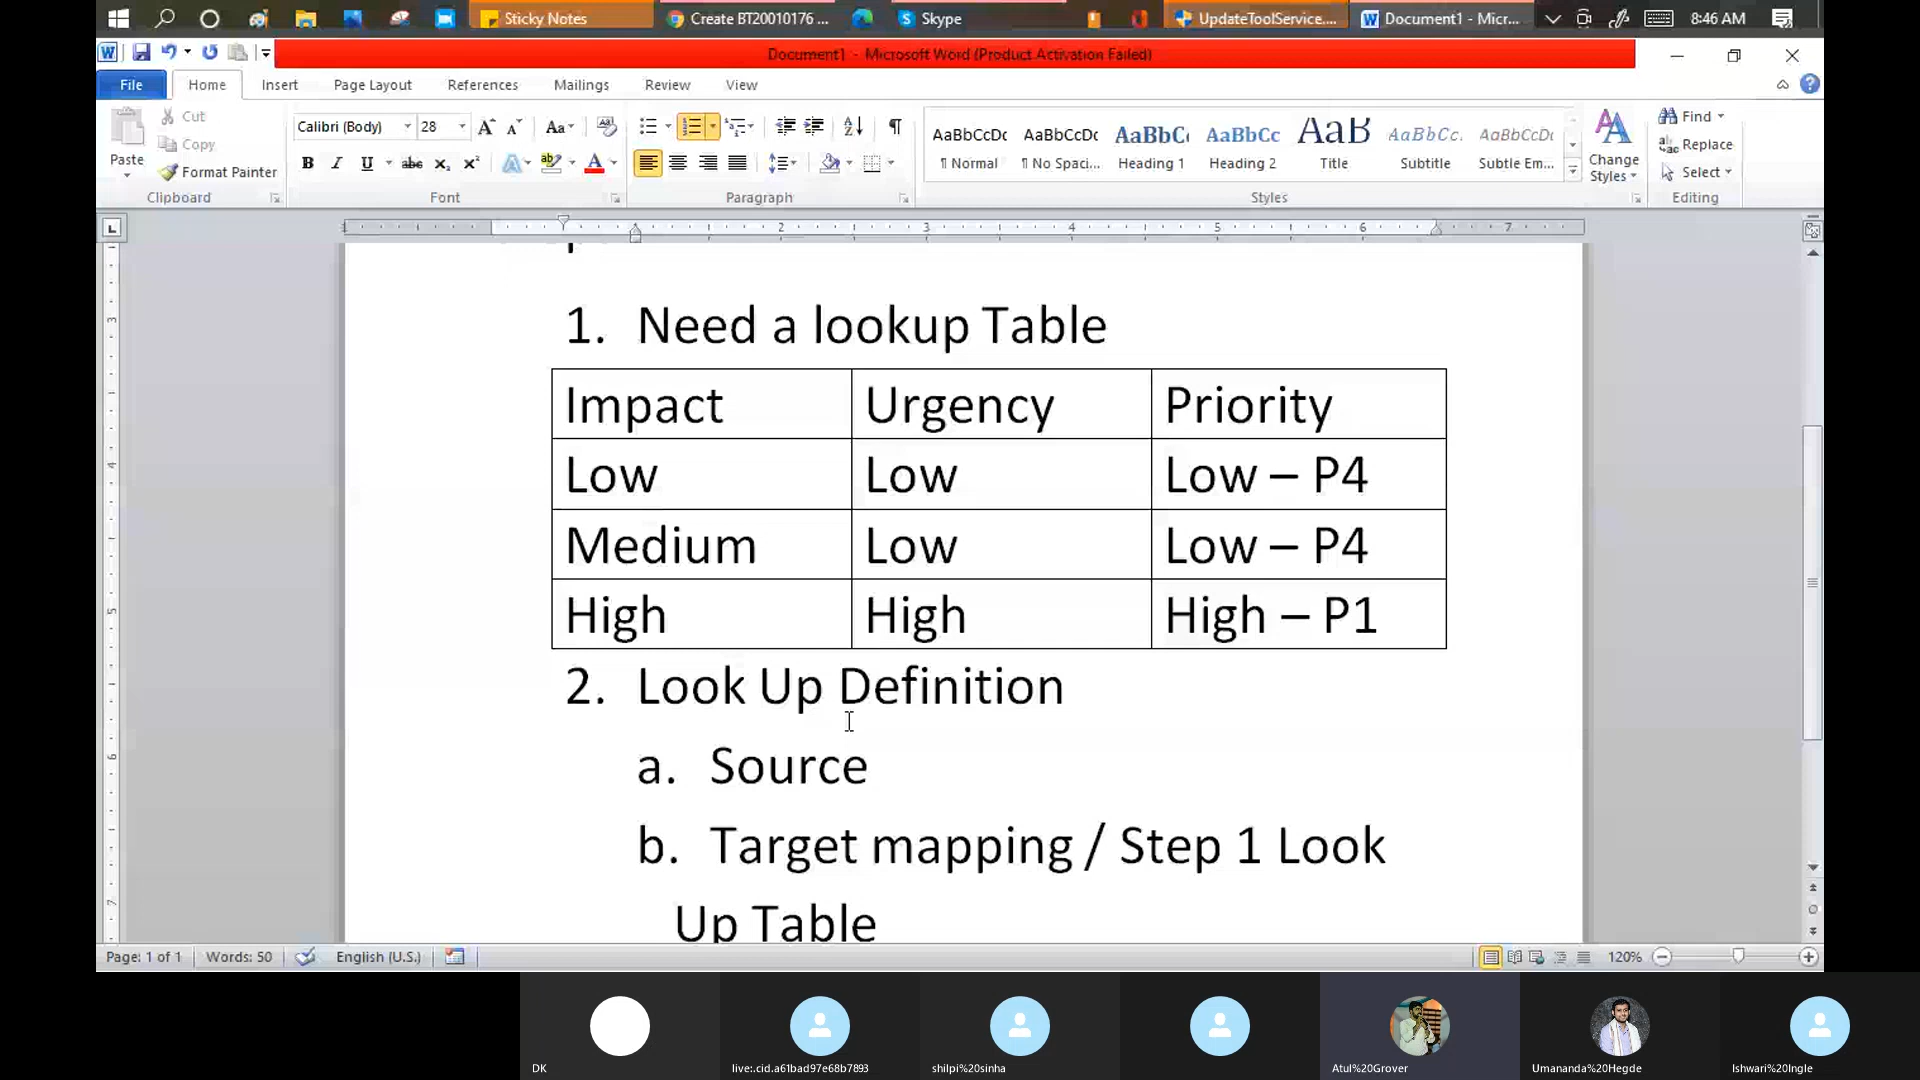 Sticky Notes
Create BT20010176 ...
Skype
UpdateToolService....
Document1 - Micr...
8:46 AM
Document1 - Microsoft Word (Product Activation Failed)
File
Home
Insert
Page Layout
References
Mailings
Review
View
Paste
Cut
Copy
Format Painter
Clipboard
Calibri (Body)
28
Font
Paragraph
AaBbCcDc
¶ Normal
AaBbCcDc
¶ No Spaci...
AaBbC
Heading 1
AaBbCc
Heading 2
AaB
Title
AaBbCc.
Subtitle
AaBbCcDc
Subtle Em...
Styles
Change
Styles
Find
Replace
Select
Editing
1. Need a lookup Table
Impact Urgency Priority
Low Low Low – P4
Medium Low Low – P4
High High High – P1
2. Look Up Definition
a. Source
b. Target mapping / Step 1 Look
Up Table
Page: 1 of 1
Words: 50
English (U.S.)
120%
DK
live:.cid.a61bad97e68b7893
shilpi%20sinha
Atul%20Grover
Umananda%20Hegde
Ishwari%20Ingle